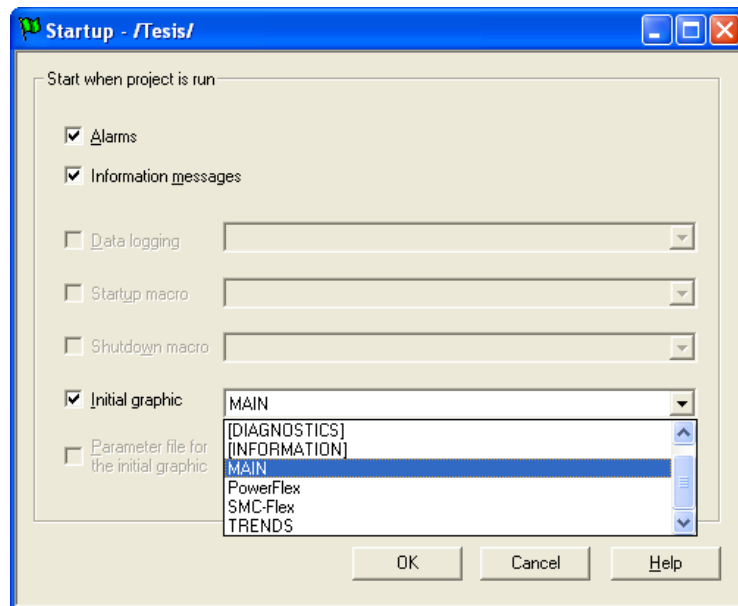 Startup - /Tesis/
Start when project is run
Alarms
Information messages
Data logging
Startup macro
Shutdown macro
Initial graphic
MAIN
[DIAGNOSTICS]
[INFORMATION]
MAIN
PowerFlex
SMC-Flex
TRENDS
Parameter file for
the initial graphic
OK Cancel Help